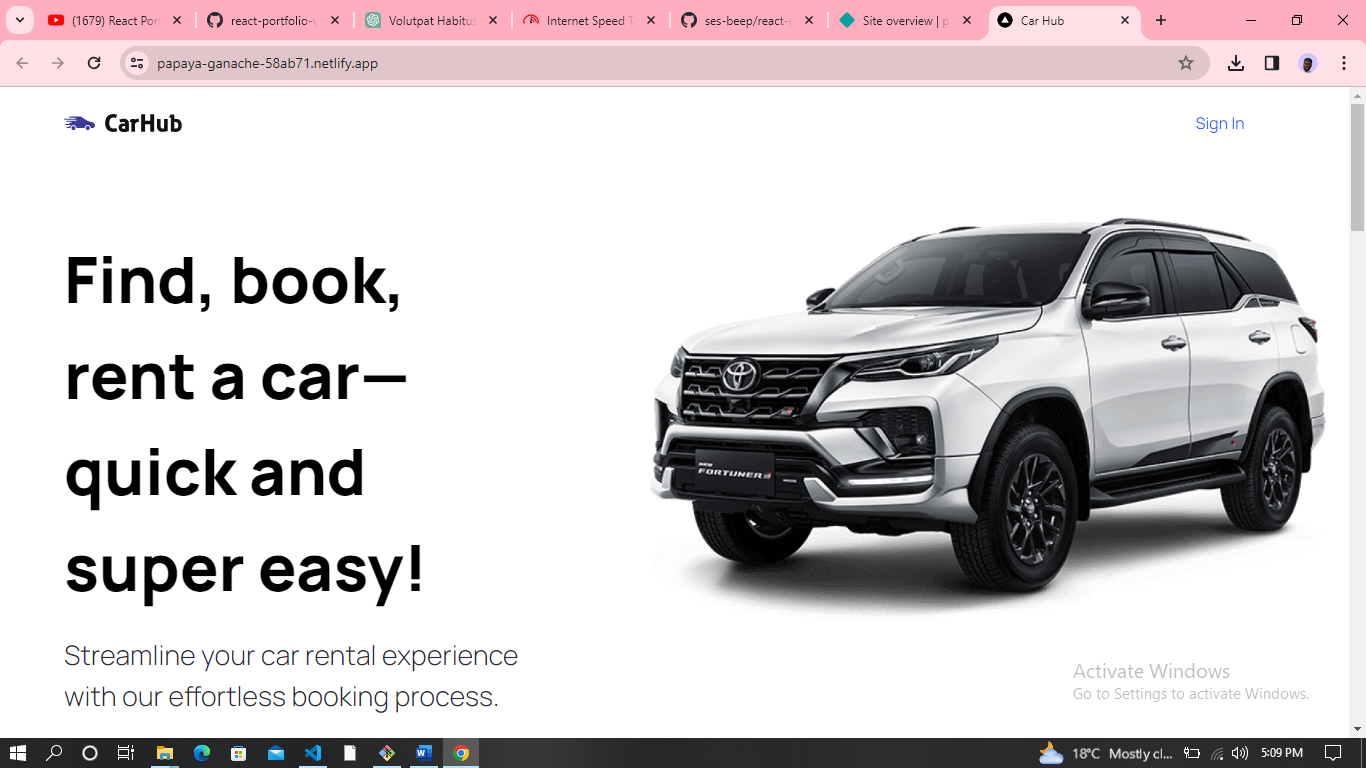 (1679) React Por
react-portfolio-w
Volutpat Habitus
Internet Speed T
ses-beep/react-p
Site overview | p
Car Hub
papaya-ganache-58ab71.netlify.app
CarHub
Sign In
Find, book,
rent a car—
quick and
super easy!
NEW
FORTUNER
Streamline your car rental experience
with our effortless booking process.
Activate Windows
Go to Settings to activate Windows.
18°C Mostly cl...
5:09 PM